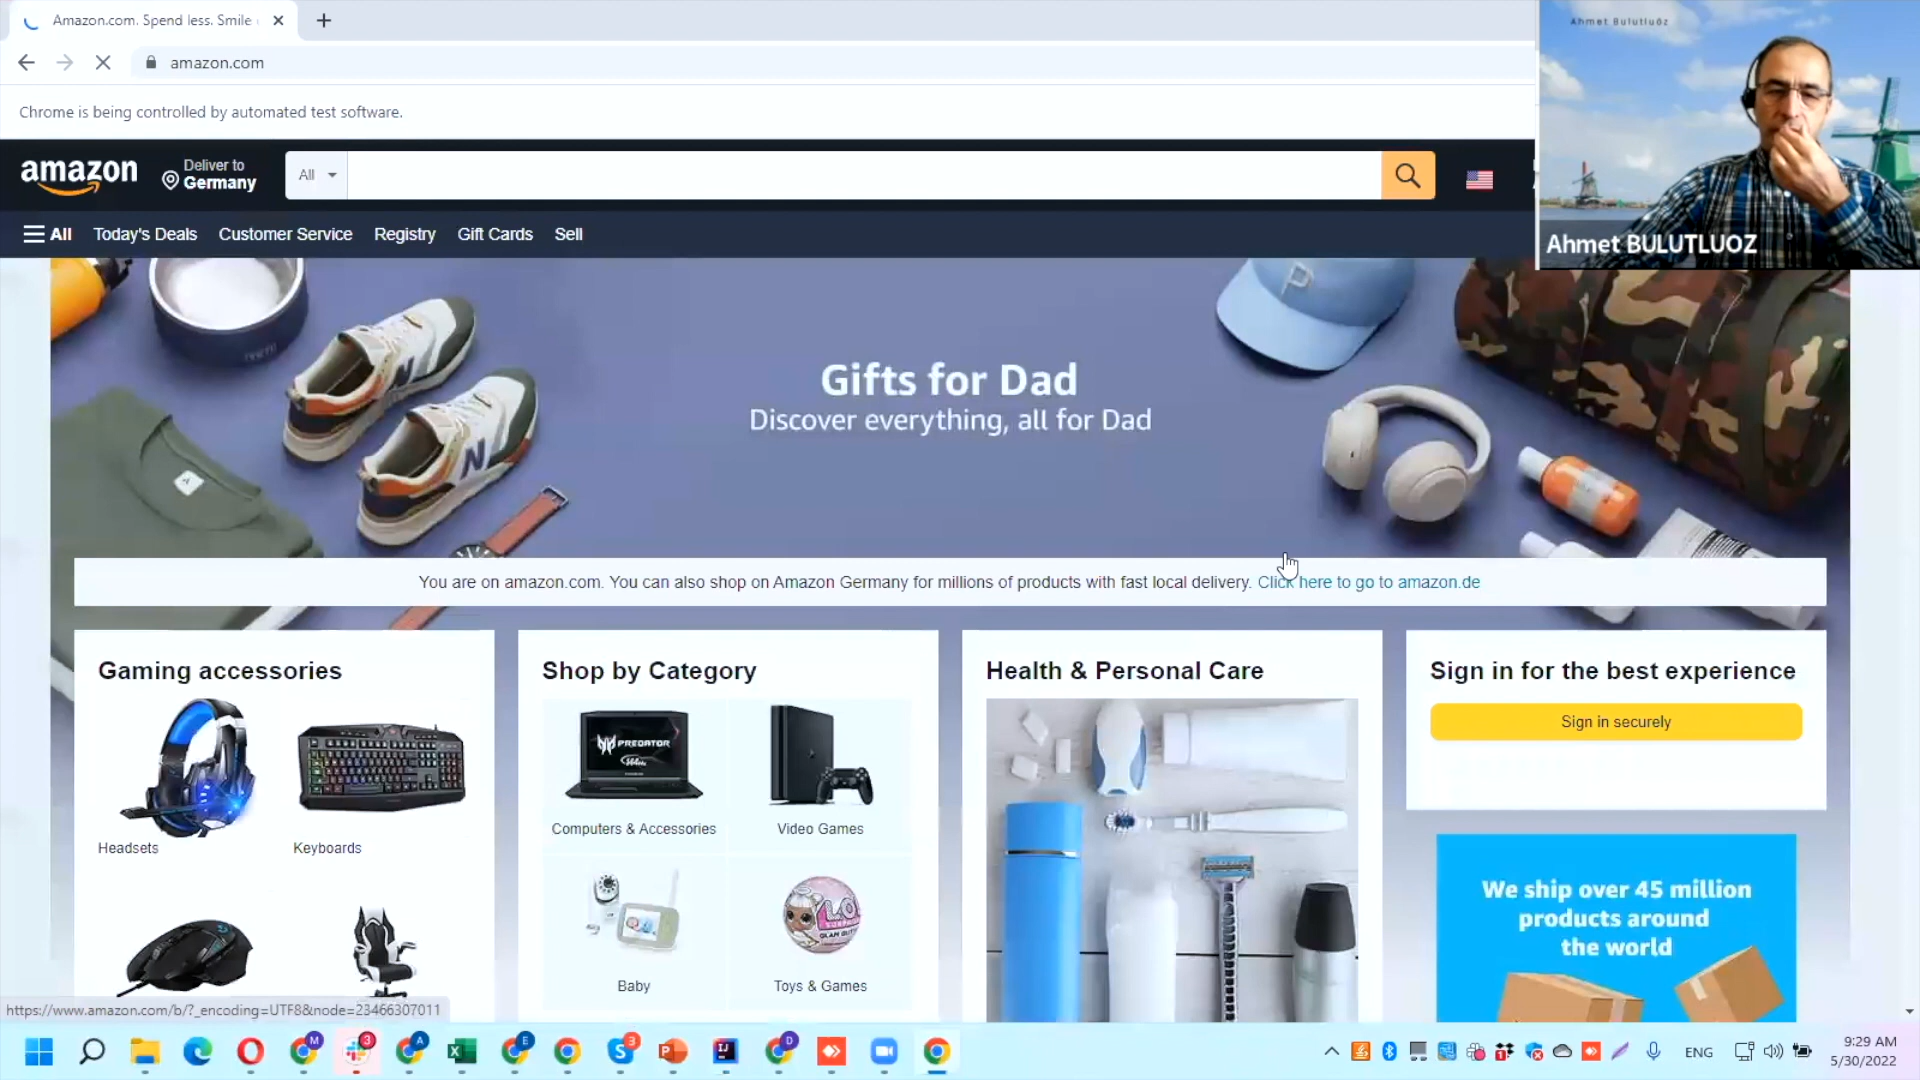 Amazon.com. Spend less. Smile
amazon.com
Chrome is being controlled by automated test software.
Ahmet Bulutluöz
Ahmet BULUTLUOZ
amazon
Deliver to
Germany
All
All
Today's Deals
Customer Service
Registry
Gift Cards
Sell
Gifts for Dad
Discover everything, all for Dad
You are on amazon.com. You can also shop on Amazon Germany for millions of products with fast local delivery. Click here to go to amazon.de
Gaming accessories
Headsets
Keyboards
Shop by Category
PREDATOR
Computers & Accessories
Video Games
Baby
Toys & Games
Health & Personal Care
Sign in for the best experience
Sign in securely
We ship over 45 million
products around
the world
https://www.amazon.com/b/?_encoding=UTF8&node=23466307011
ENG
9:29 AM
5/30/2022